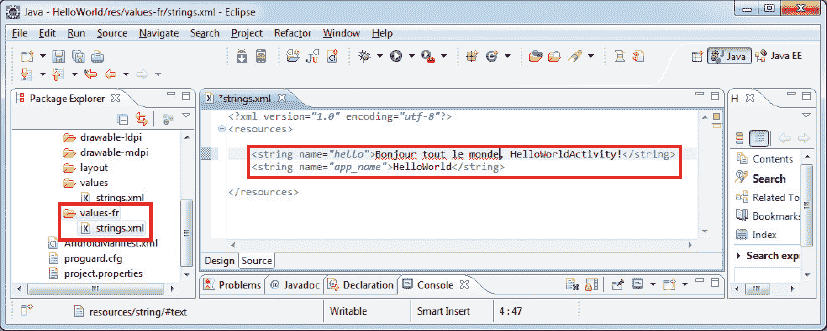 Java - HelloWorld/res/values-fr/strings.xml - Eclipse
File Edit Run Source Navigate Search Project Refactor Window Help
Java
Java EE
Package Explorer
drawable-ldpi
drawable-mdpi
layout
values
strings.xml
values-fr
strings.xml
AndroidManifest.xml
proguard.cfg
project.properties
*strings.xml
<?xml version="1.0" encoding="utf-8"?>
<resources>
<string name="hello">Bonjour tout le monde, HelloWorldActivity!</string>
<string name="app_name">HelloWorld</string>
</resources>
Design Source
H
Contents
Search
Related To
Bookmarks
Index
Search expr
Problems @ Javadoc Declaration Console
resources/string/#text
Writable
Smart Insert
4 : 47